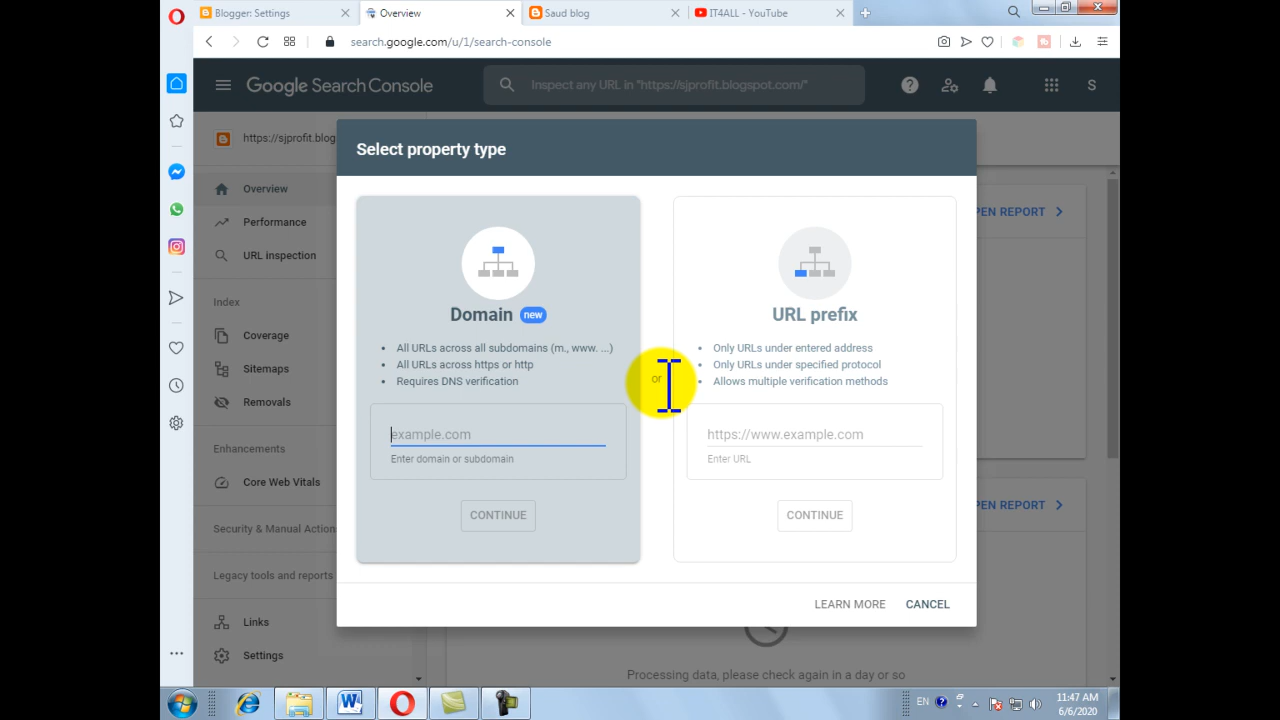 Blogger: Settings
Overview
Saud blog
IT4ALL - YouTube
search.google.com/u/1/search-console
Google Search Console
Inspect any URL in "https://sjprofit.blogspot.com/"
S
https://sjprofit.blog
Overview
Performance
URL inspection
Index
Coverage
Sitemaps
Removals
Enhancements
Core Web Vitals
Security & Manual Action
Legacy tools and reports
Links
Settings
Select property type
Domain new
All URLs across all subdomains (m., www. ...)
All URLs across https or http
Requires DNS verification
example.com
Enter domain or subdomain
CONTINUE
or
URL prefix
Only URLs under entered address
Only URLs under specified protocol
Allows multiple verification methods
https://www.example.com
Enter URL
CONTINUE
LEARN MORE CANCEL
PEN REPORT
PEN REPORT
Processing data, please check again in a day or so
EN
11:47 AM
6/6/2020